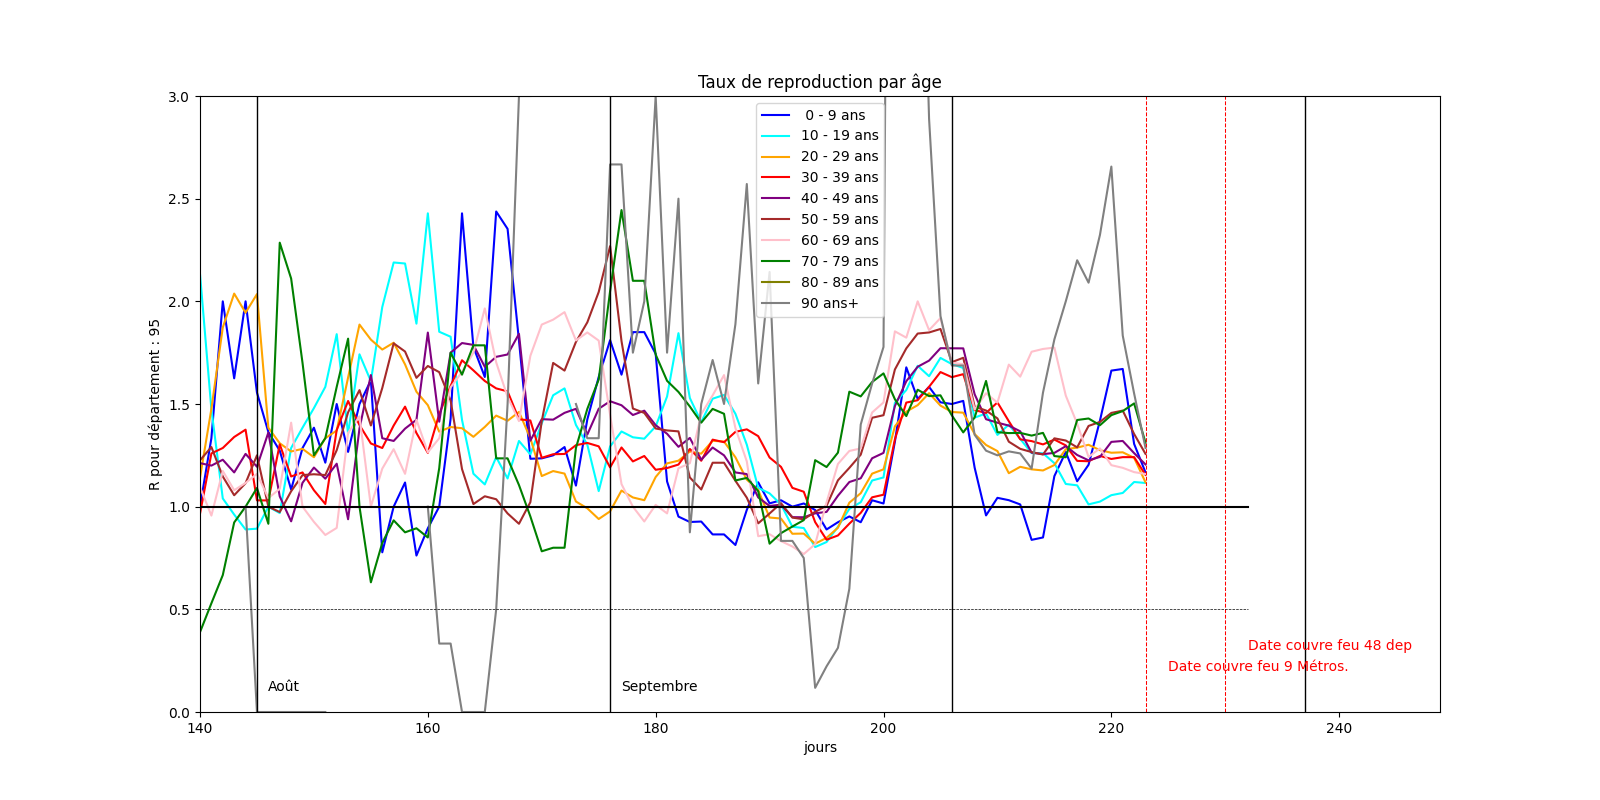 Taux de reproduction par âge
R pour département : 95
3.0
2.5
2.0
1.5
1.0
0.5
0.0
0 - 9 ans
10 - 19 ans
20 - 29 ans
30 - 39 ans
40 - 49 ans
50 - 59 ans
60 - 69 ans
70 - 79 ans
80 - 89 ans
90 ans+
Date couvre feu 48 dep
Date couvre feu 9 Métros.
Août
Septembre
140 160 180 200 220 240
jours